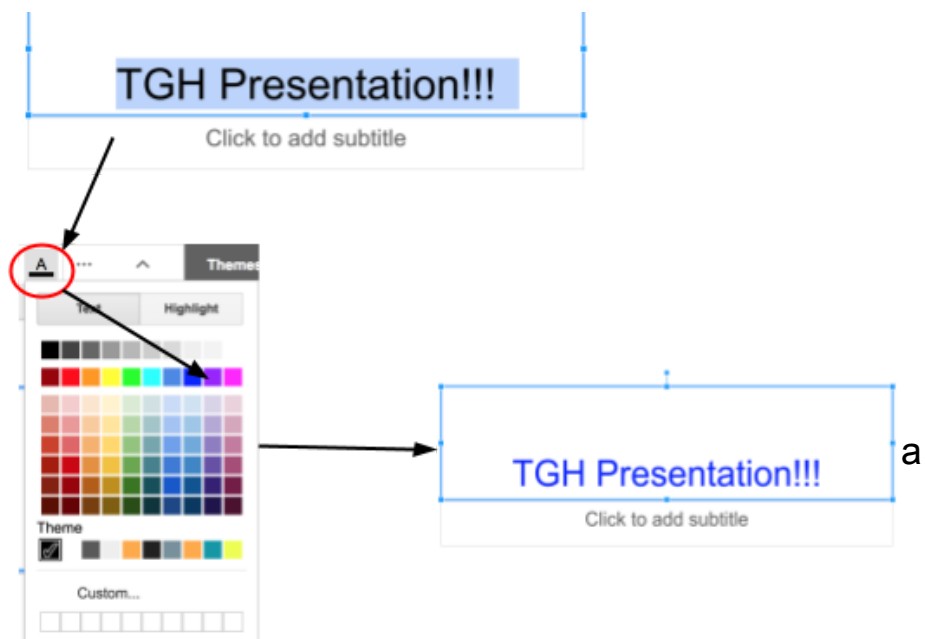 TGH Presentation!!!
Click to add subtitle
A ... Themes
Text Highlight
Theme
Custom...
TGH Presentation!!!
a
Click to add subtitle